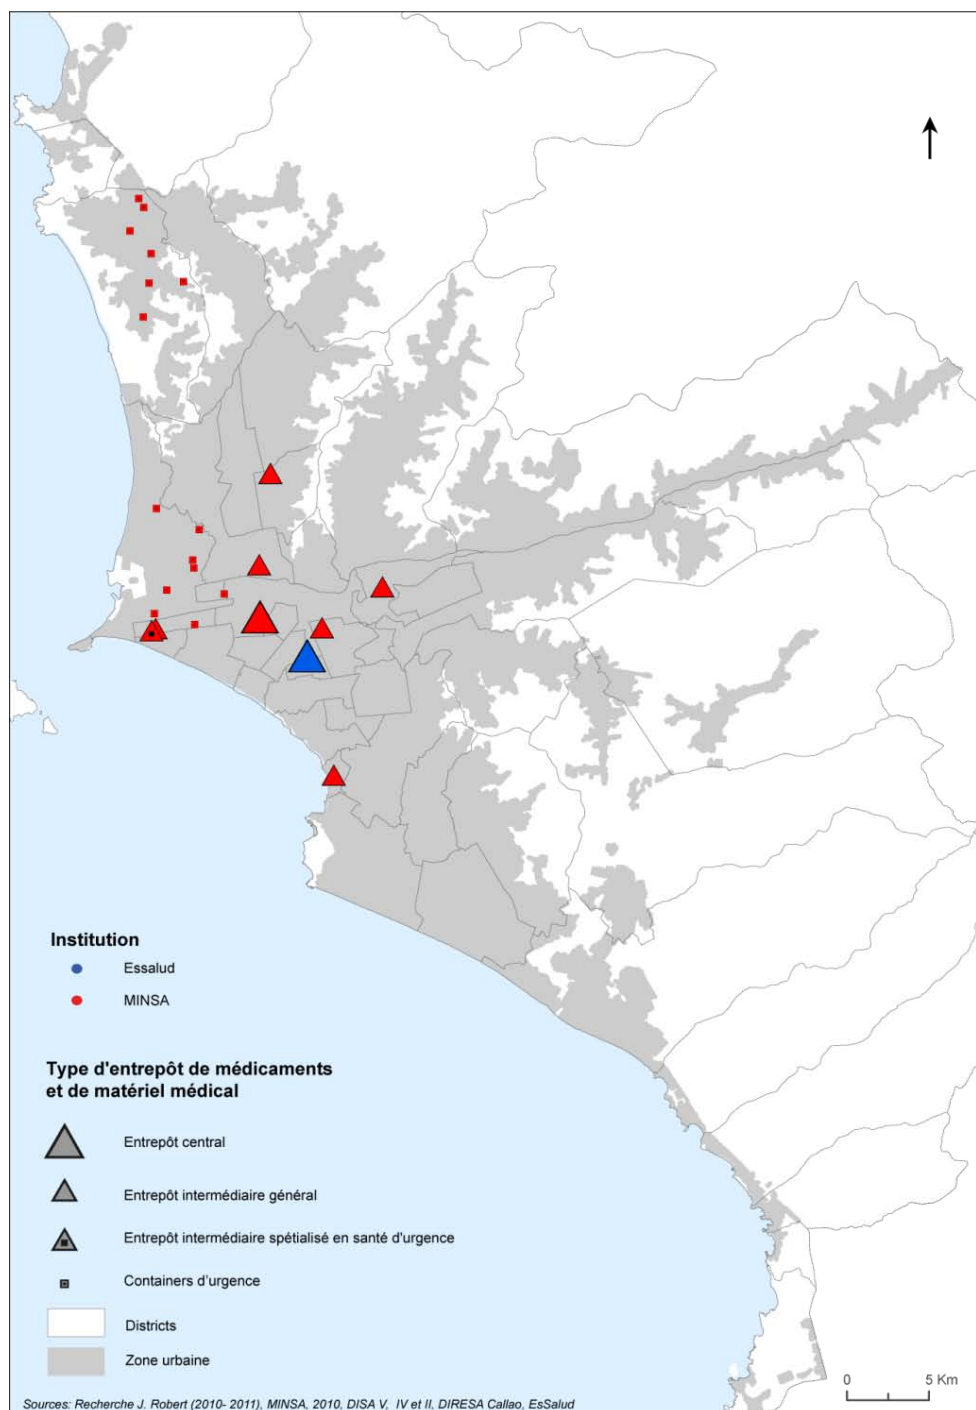 Institution
Essalud
MINSA
Type d'entrepôt de médicaments
et de matériel médical
Entrepôt central
Entrepôt intermédiaire général
Entrepôt intermédiaire spétialisé en santé d'urgence
Containers d'urgence
Districts
Zone urbaine
0 5 Km
Sources: Recherche J. Robert (2010- 2011), MINSA, 2010, DISA V, IV et II, DIRESA Callao, EsSalud